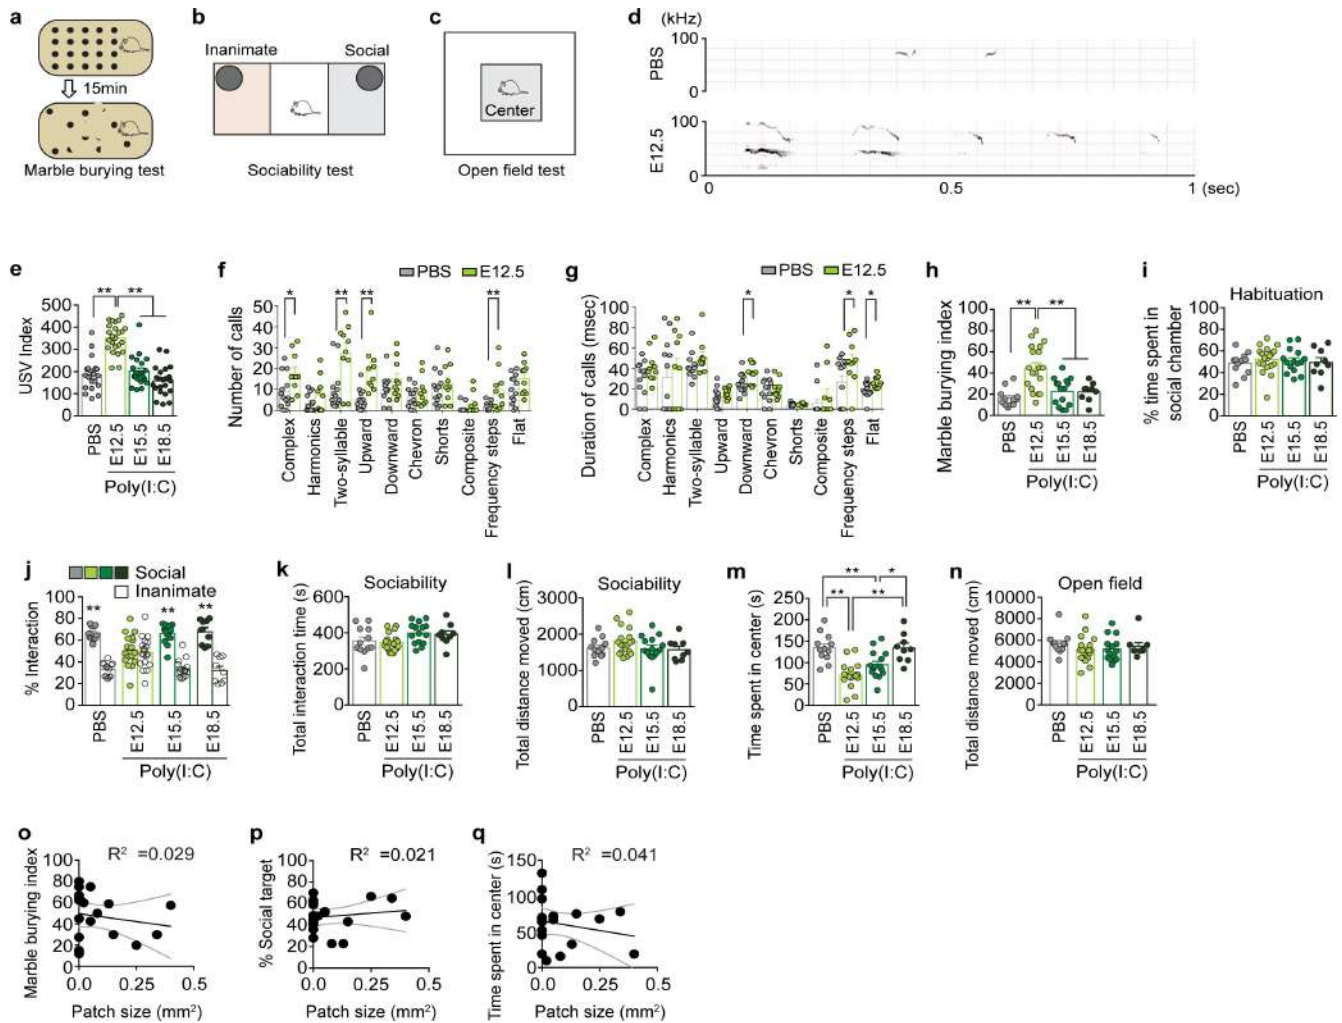 a
15min
Marble burying test
b
Inanimate Social
Sociability test
c
Center
Open field test
d (kHz)
100
PBS
0
100
E12.5
0
0 0.5 1 (sec)
e
USV Index
500
400
300
200
100
0
** **
PBS E12.5 E15.5 E18.5
Poly(I:C)
f
PBS E12.5
Number of calls
50
40
30
20
10
0
* ** ** **
Complex Harmonics Two-syllable Upward Downward Chevron Shorts Composite Frequency steps Flat
g
PBS E12.5
Duration of calls (msec)
100
80
60
40
20
0
* * *
Complex Harmonics Two-syllable Upward Downward Chevron Shorts Composite Frequency steps Flat
h
Marble burying index
100
80
60
40
20
0
** **
PBS E12.5 E15.5 E18.5
Poly(I:C)
i
Habituation
% time spent in
social chamber
100
80
60
40
20
0
PBS E12.5 E15.5 E18.5
Poly(I:C)
j
Social
Inanimate
% Interaction
100
80
60
40
20
0
** ** **
PBS E12.5 E15.5 E18.5
Poly(I:C)
k
Sociability
Total interaction time (s)
600
400
200
0
PBS E12.5 E15.5 E18.5
Poly(I:C)
l
Sociability
Total distance moved (cm)
3000
2000
1000
0
PBS E12.5 E15.5 E18.5
Poly(I:C)
m
Time spent in center (s)
250
200
150
100
50
0
** *
** **
PBS E12.5 E15.5 E18.5
Poly(I:C)
n
Open field
Total distance moved (cm)
10000
8000
6000
4000
2000
0
PBS E12.5 E15.5 E18.5
Poly(I:C)
o
R² =0.029
Marble burying index
100
80
60
40
20
0
0.0 0.25 0.5
Patch size (mm²)
p
R² =0.021
% Social target
100
80
60
40
20
0
0.0 0.25 0.5
Patch size (mm²)
q
R² =0.041
Time spent in center (s)
150
100
50
0
0.0 0.25 0.5
Patch size (mm²)